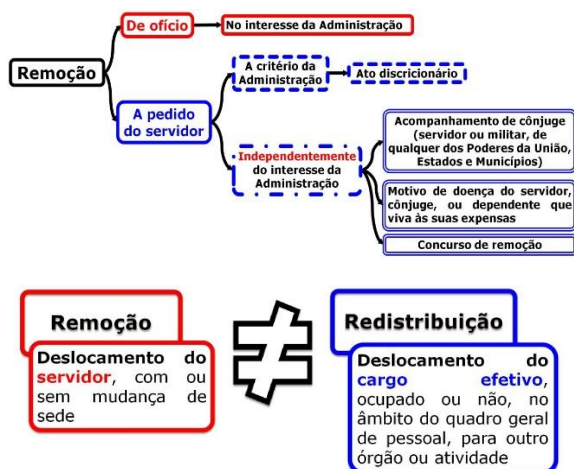 De ofício
No interesse da Administração
Remoção
A pedido
do servidor
A critério da
Administração
Ato discricionário
Independentemente
do interesse da
Administração
Acompanhamento de cônjuge
(servidor ou militar, de
qualquer dos Poderes da União,
Estados e Municípios)
Motivo de doença do servidor,
cônjuge, ou dependente que
viva às suas expensas
Concurso de remoção
Remoção
Deslocamento do
servidor, com ou
sem mudança de
sede
≠
Redistribuição
Deslocamento do
cargo efetivo,
ocupado ou não, no
âmbito do quadro geral
de pessoal, para outro
órgão ou atividade